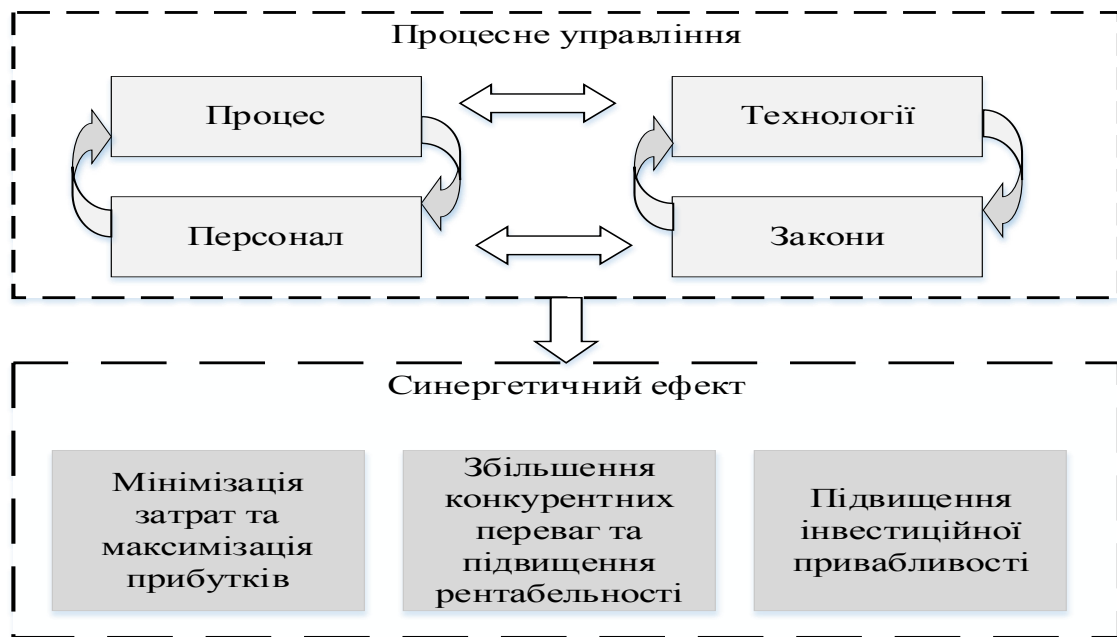 Процесне управління
Процес
Технології
Персонал
Закони
Синергетичний ефект
Мінімізація
затрат та
максимізація
прибутків
Збільшення
конкурентних
переваг та
підвищення
рентабельності
Підвищення
інвестиційної
привабливості